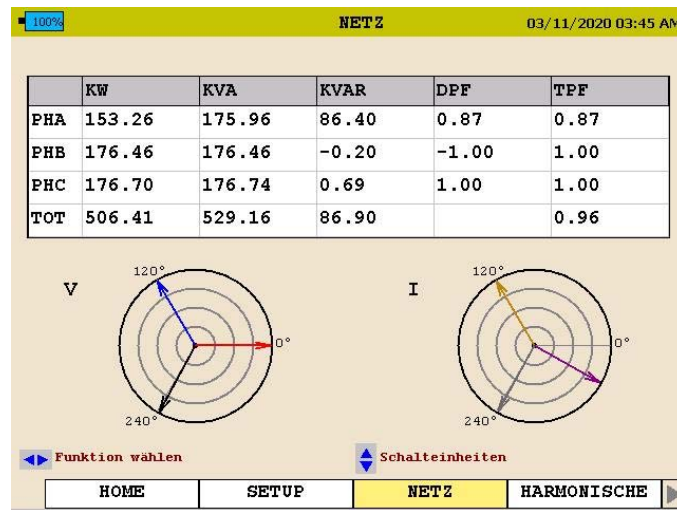 100% NETZ 03/11/2020 03:45 AM
KW KVA KVAR DPF TPF
PHA 153.26 175.96 86.40 0.87 0.87
PHB 176.46 176.46 -0.20 -1.00 1.00
PHC 176.70 176.74 0.69 1.00 1.00
TOT 506.41 529.16 86.90 0.96
120° 120°
V I
0° 0°
240° 240°
Funktion wählen Schalteinheiten
HOME SETUP NETZ HARMONISCHE